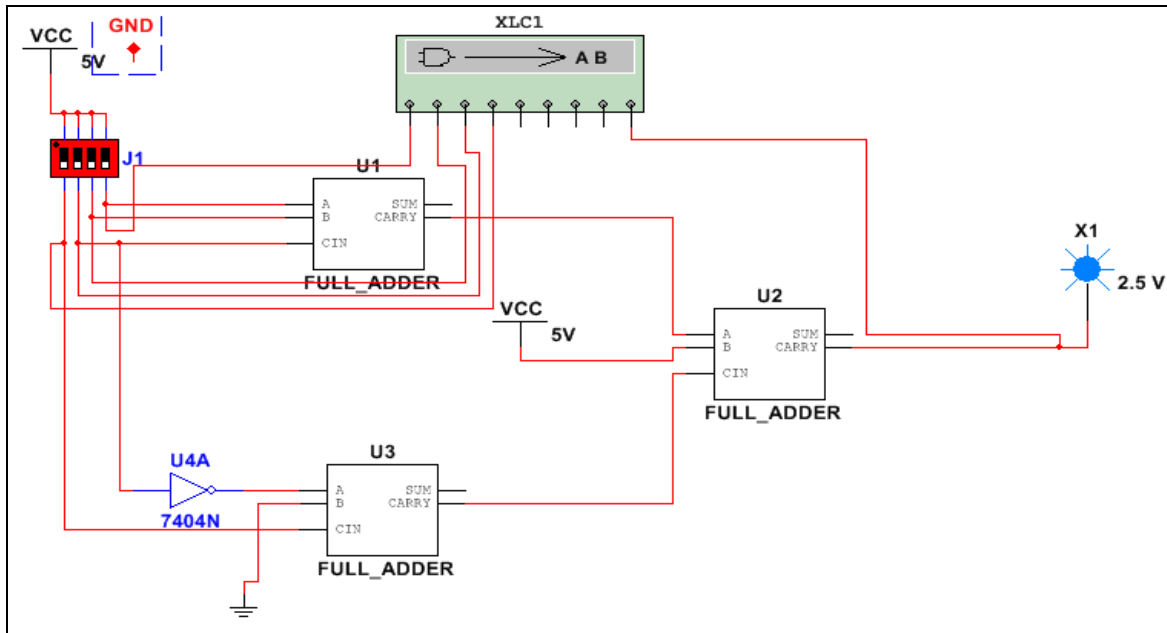 XLC1
GND
VCC
5V
A B
J1
U1
A
B
CIN
SUM
CARRY
FULL_ADDER
X1
2.5 V
VCC
5V
U2
A
B
CIN
SUM
CARRY
FULL_ADDER
U4A
7404N
U3
A
B
CIN
SUM
CARRY
FULL_ADDER